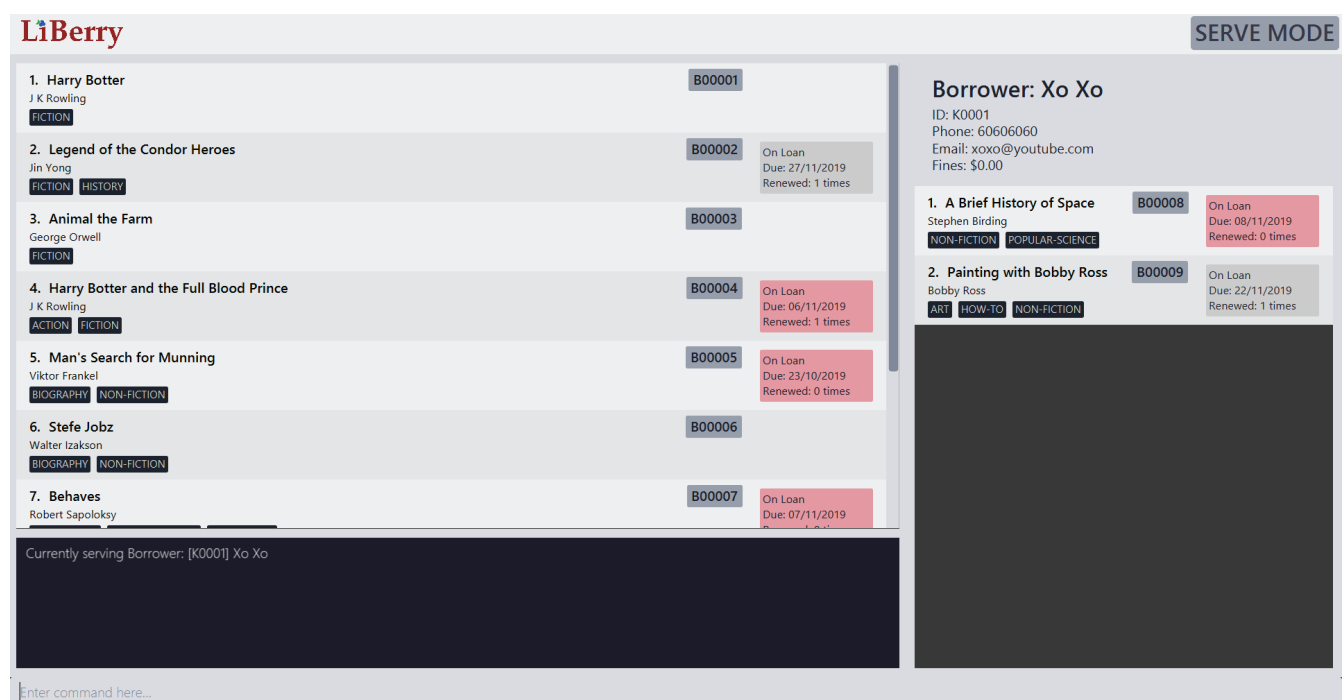 LiBerry
SERVE MODE
1. Harry Botter
B00001
J K Rowling
FICTION
2. Legend of the Condor Heroes
B00002
Jin Yong
FICTION HISTORY
On Loan
Due: 27/11/2019
Renewed: 1 times
3. Animal the Farm
B00003
George Orwell
FICTION
4. Harry Botter and the Full Blood Prince
B00004
J K Rowling
ACTION FICTION
On Loan
Due: 06/11/2019
Renewed: 1 times
5. Man's Search for Munning
B00005
Viktor Frankel
BIOGRAPHY NON-FICTION
On Loan
Due: 23/10/2019
Renewed: 0 times
6. Stefe Jobz
B00006
Walter Izakson
BIOGRAPHY NON-FICTION
7. Behaves
B00007
Robert Sapoloksy
On Loan
Due: 07/11/2019
Currently serving Borrower: [K0001] Xo Xo
Enter command here...
Borrower: Xo Xo
ID: K0001
Phone: 60606060
Email: xoxo@youtube.com
Fines: $0.00
1. A Brief History of Space
B00008
Stephen Birding
NON-FICTION POPULAR-SCIENCE
On Loan
Due: 08/11/2019
Renewed: 0 times
2. Painting with Bobby Ross
B00009
Bobby Ross
ART HOW-TO NON-FICTION
On Loan
Due: 22/11/2019
Renewed: 1 times